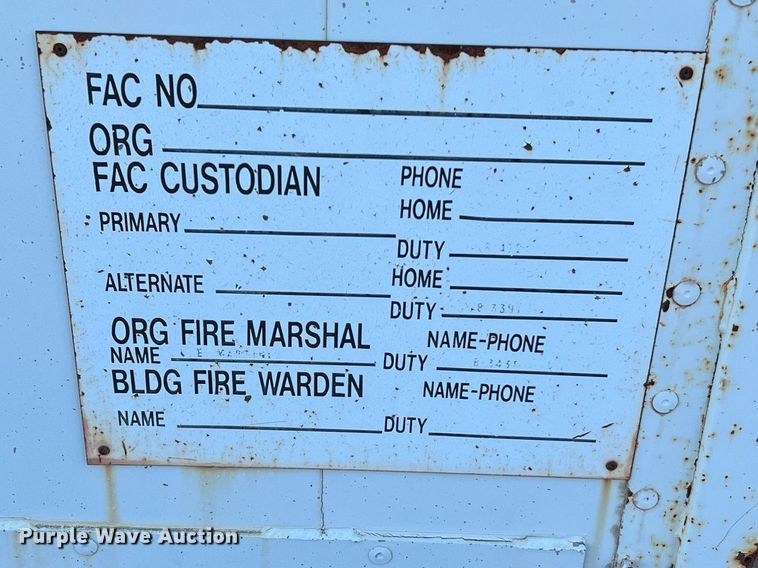 FAC NO
ORG
FAC CUSTODIAN PHONE
HOME
PRIMARY
DUTY
ALTERNATE HOME
DUTY
ORG FIRE MARSHAL NAME-PHONE
NAME DUTY
BLDG FIRE WARDEN NAME-PHONE
NAME DUTY
Purple Wave Auction